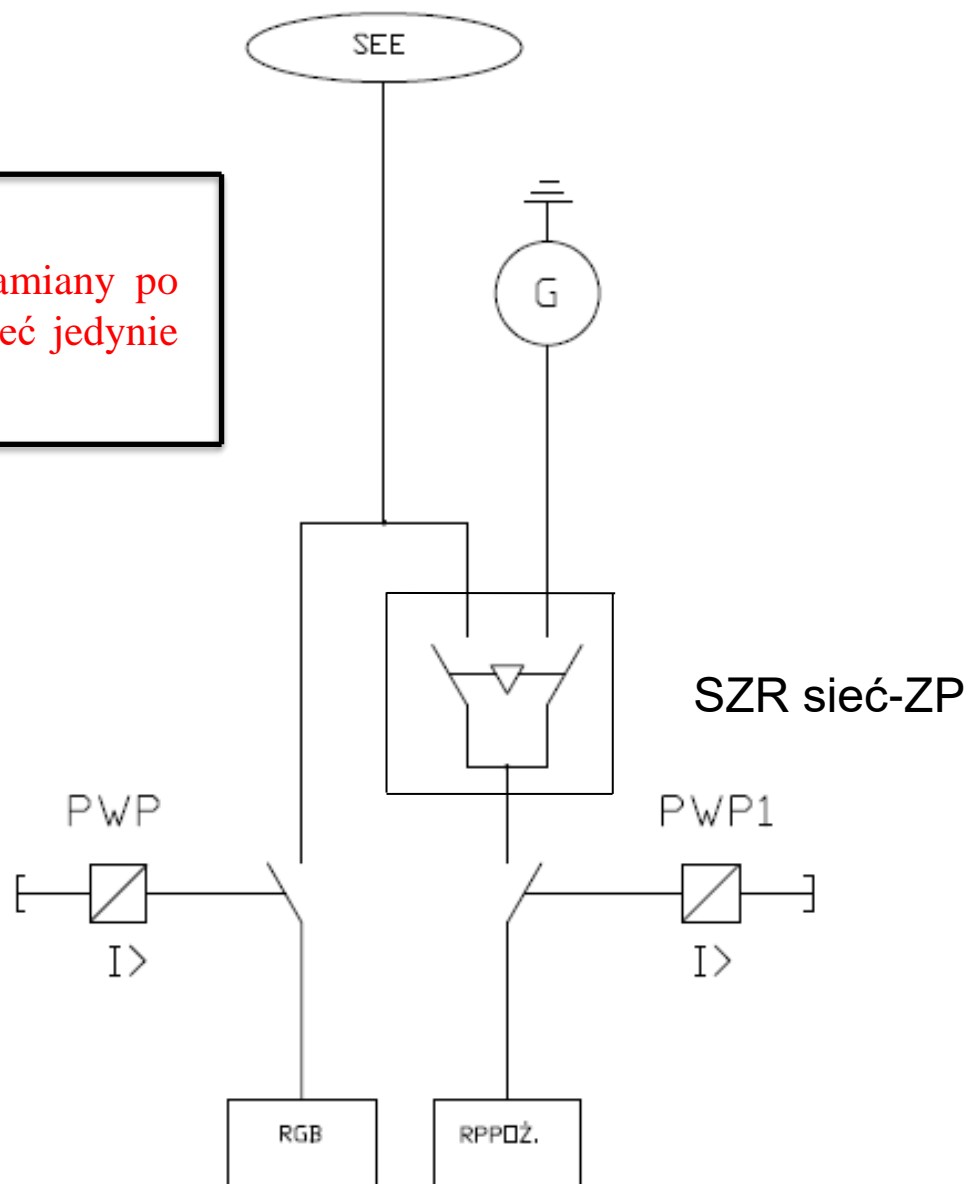 SEE
amiany po
eć jedynie
G
SZR sieć-ZP
PWP
PWP1
I>
I>
RGB
RPPOŻ.